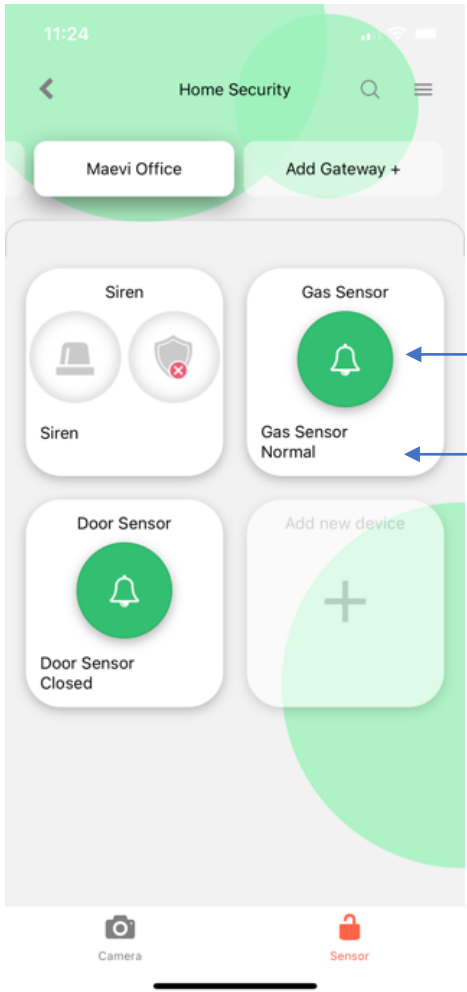 11:24
Home Security
Maevi Office
Add Gateway +
Siren
Siren
Gas Sensor
Gas Sensor
Normal
Door Sensor
Door Sensor
Closed
Add new device
Camera
Sensor